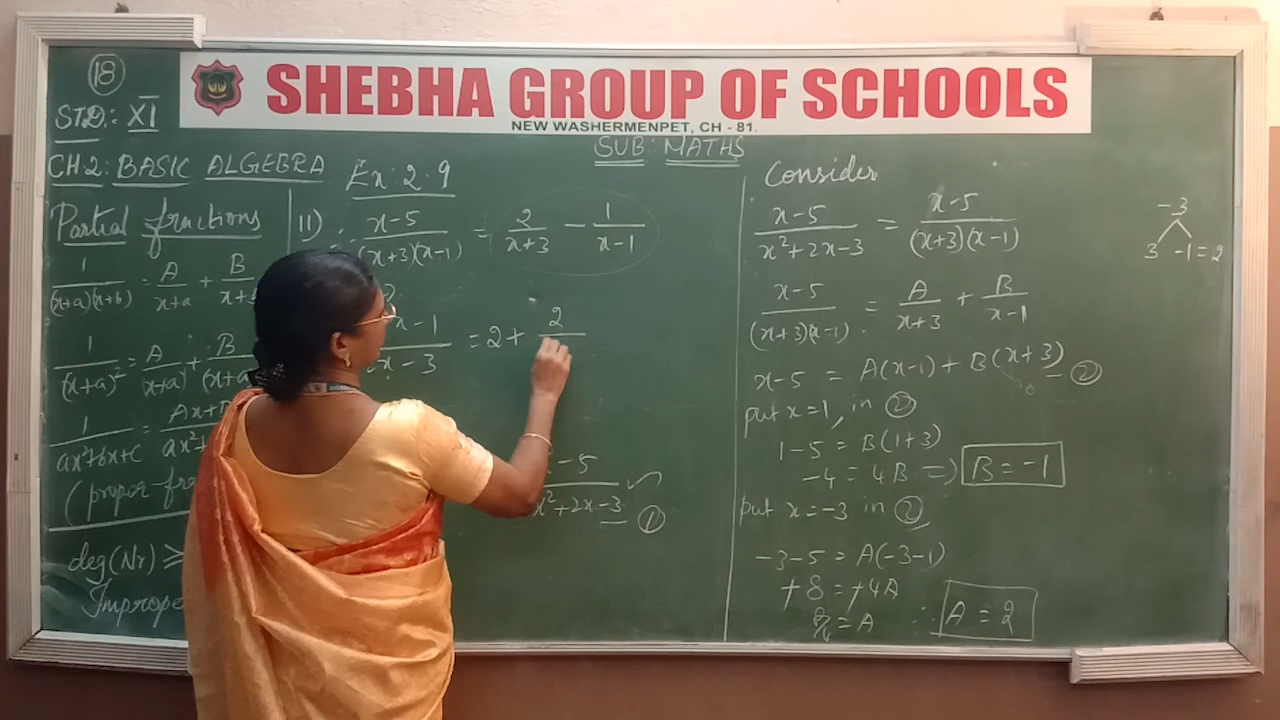 SHEBHA GROUP OF SCHOOLS
NEW WASHERMENPET, CH - 81.
18
STD: XI
SUB: MATHS
CH:2: BASIC ALGEBRA
Ex: 2.9
Partial fractions
1/(x+a)(x+b) = A/x+a + B/x+
1/(x+a)² = A/(x+a) + B/(x+a
1/ax²+bx+c = Ax+B/ax²+
(proper fra
deg(Nr) ≥
Imprope
11) x-5/(x+3)(x-1) = 2/x+3 - 1/x-1
x-1/x-3 = 2+ 2/
-5/x²+2x-3 ✓ ①
Consider
x-5/x²+2x-3 = x-5/(x+3)(x-1)
-3
3 -1 = 2
x-5/(x+3)(x-1) = A/x+3 + B/x-1
x-5 = A(x-1) + B(x+3) - ②
0
put x=1, in ②
1-5 = B(1+3)
-4 = 4B => B = -1
put x=-3 in ②
-3-5 = A(-3-1)
+8 = +4A
8/4 = A ∴ A = 2